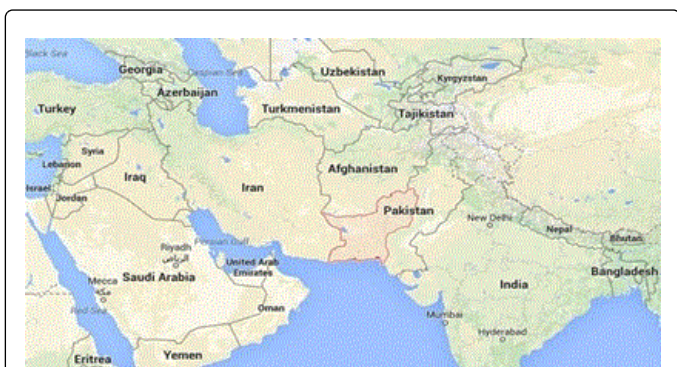 Black Sea
Georgia
Caspian Sea
Uzbekistan
Kyrgyzstan
Azerbaijan
Turkey
Turkmenistan
Tajikistan
Syria
Lebanon
Afghanistan
Iraq
Israel
Iran
Jordan
Pakistan
New Delhi
Nepal
Bhutan
Persian Gulf
Riyadh
الرياض
United Arab
Emirates
Bangladesh
Saudi Arabia
Mecca
مكة
India
Oman
Red Sea
Mumbai
Hyderabad
Yemen
Eritrea